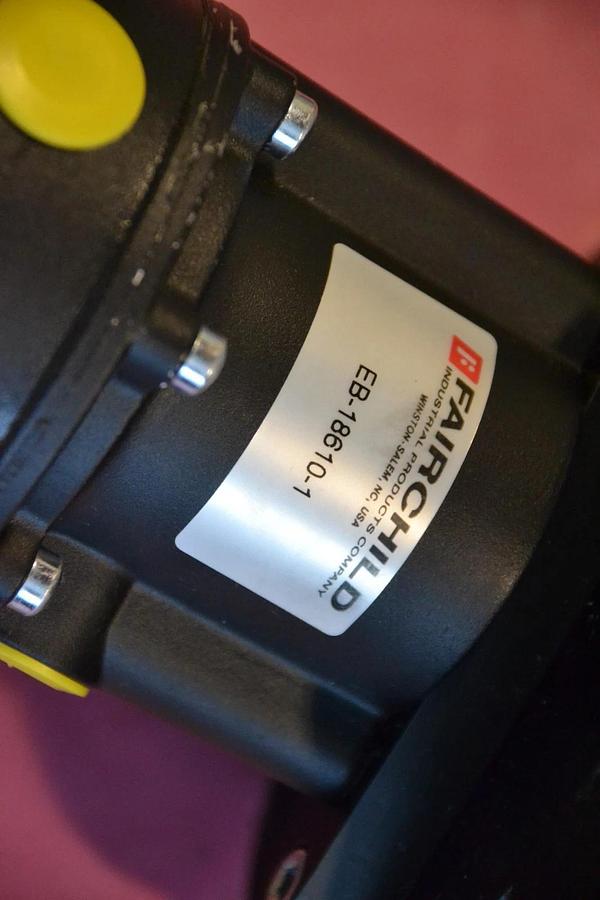 FAIRCHILD
INDUSTRIAL PRODUCTS COMPANY
WINSTON-SALEM, NC, USA
EB-18610-1